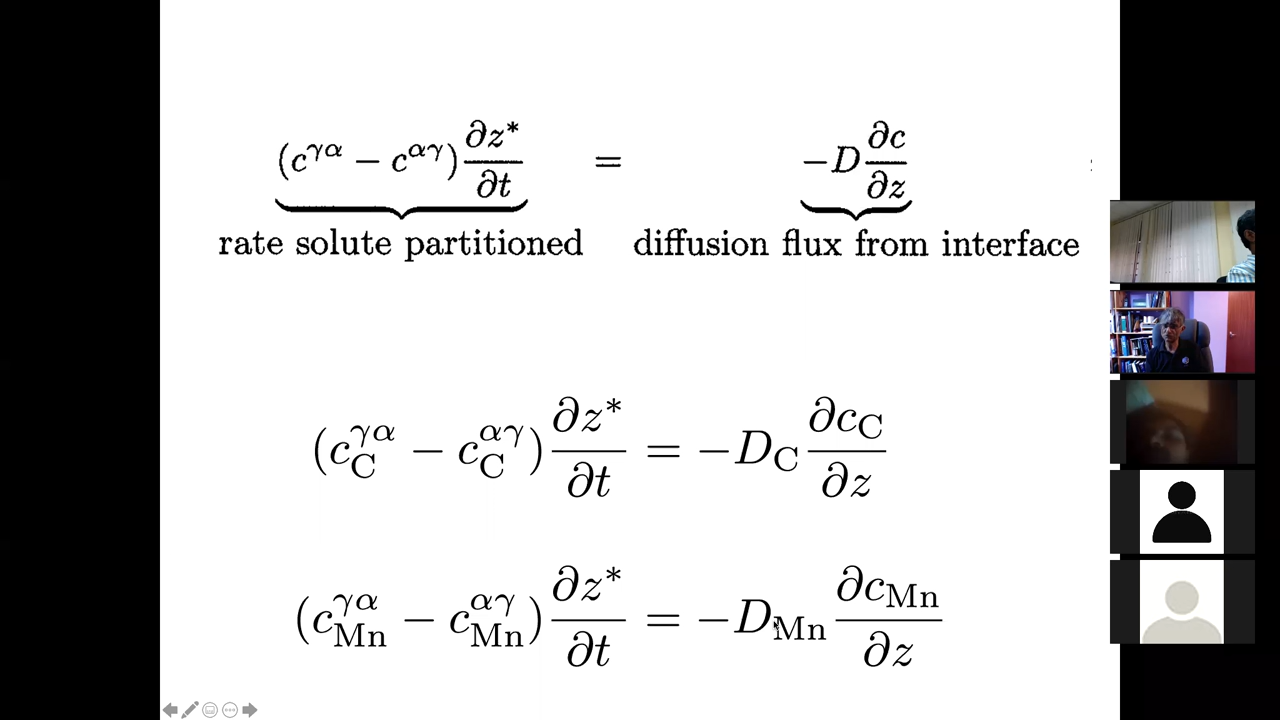 (c^{γα} − c^{αγ}) ∂z*/∂t = −D ∂c/∂z
rate solute partitioned diffusion flux from interface
(c_C^{γα} − c_C^{αγ}) ∂z*/∂t = −D_C ∂c_C/∂z
(c_Mn^{γα} − c_Mn^{αγ}) ∂z*/∂t = −D_Mn ∂c_Mn/∂z